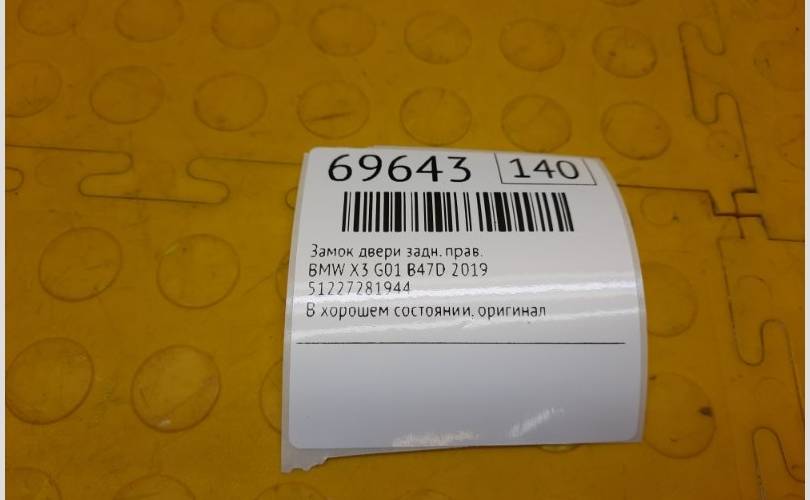 69643 140
Замок двери задн. прав.
BMW X3 G01 B47D 2019
51227281944
В хорошем состоянии, оригинал